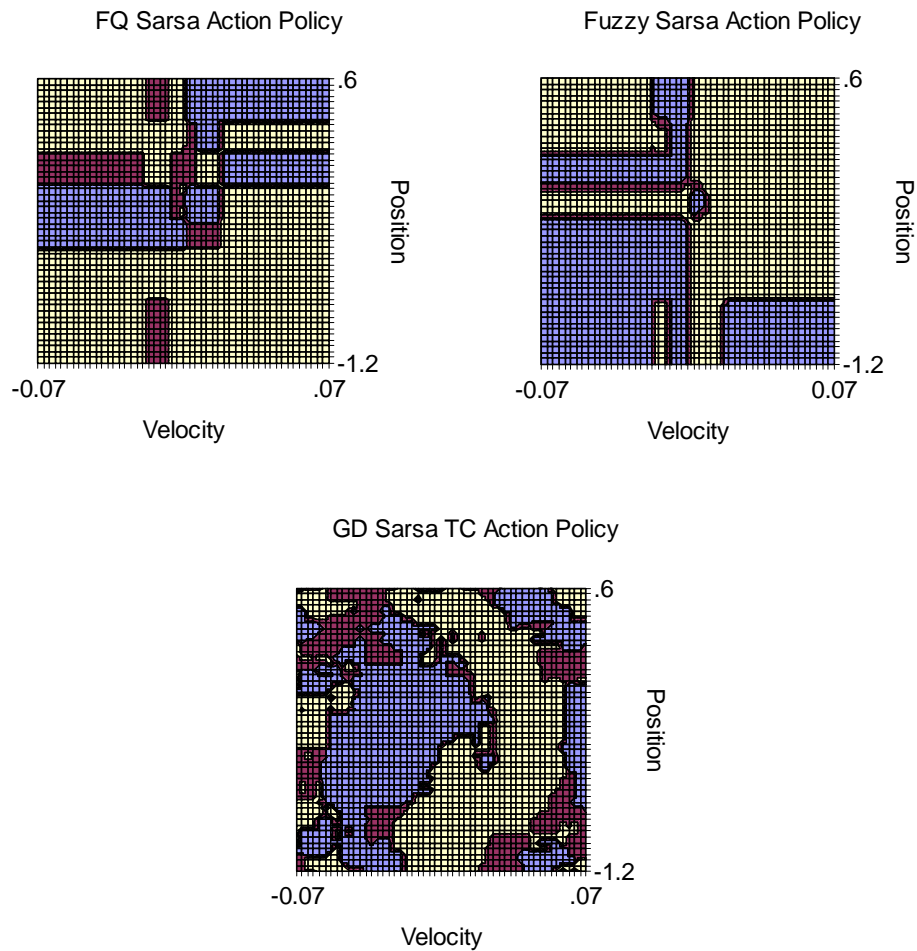 FQ Sarsa Action Policy
Fuzzy Sarsa Action Policy
.6
.6
Position
Position
-1.2
-1.2
-0.07
.07
-0.07
0.07
Velocity
Velocity
GD Sarsa TC Action Policy
.6
Position
-1.2
-0.07
.07
Velocity